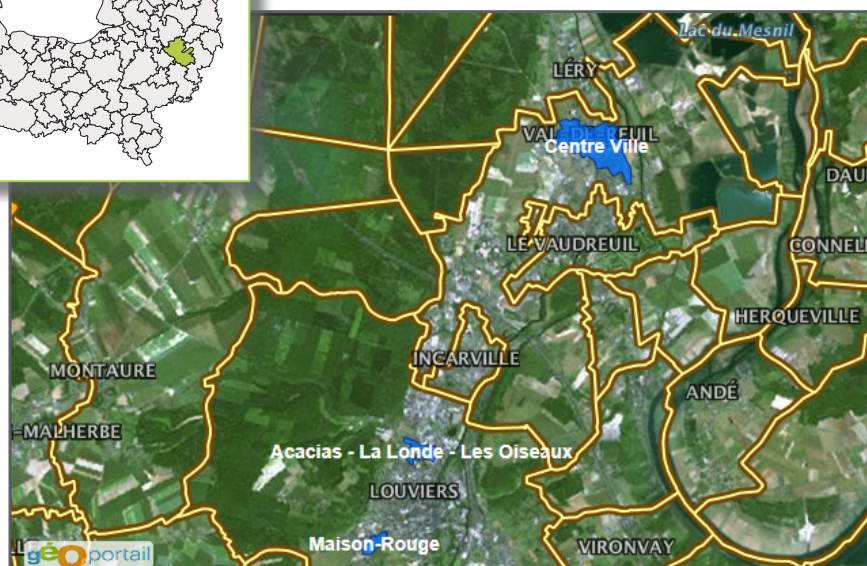 Lac du Mesnil
LÉRY
VAL-DE-REUIL
Centre Ville
DAU
LE VAUDREUIL
CONNEL
HERQUEVILLE
INCARVILLE
MONTAURE
ANDÉ
-MALHERBE
Acacias - La Londe - Les Oiseaux
LOUVIERS
Maison-Rouge
VIRONVAY
LE
géoportail